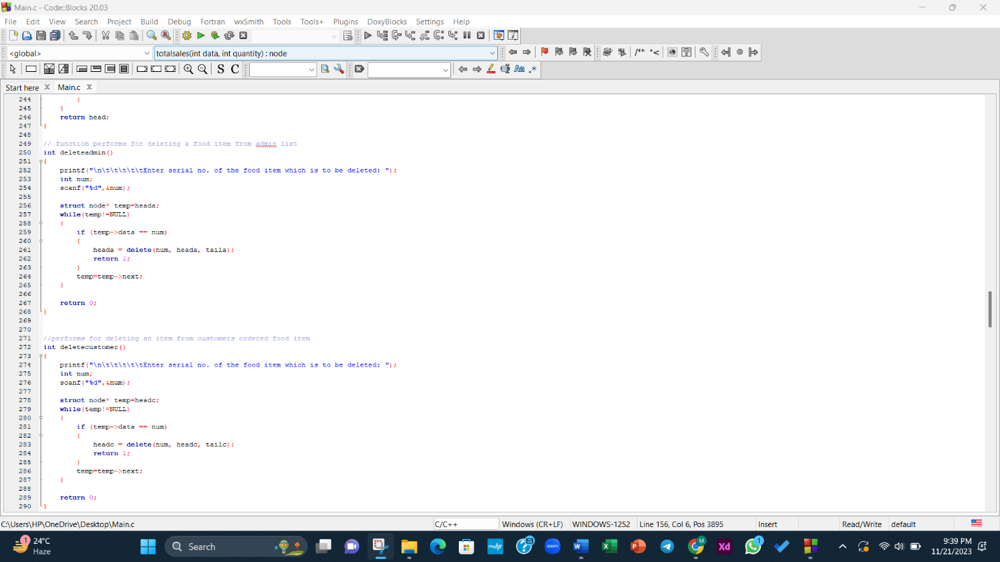 Main.c - Code::Blocks 20.03
File Edit View Search Project Build Debug Fortran wxSmith Tools Tools+ Plugins DoxyBlocks Settings Help
<global> totalsales(int data, int quantity) : node /** *<
S C Aa .*
Start here Main.c
244 }
245 }
246 return head;
247 }
248
249 // function performs for deleting a food item from admin list
250 int deleteadmin()
251 {
252 printf("\n\t\t\t\t\tEnter serial no. of the food item which is to be deleted: ");
253 int num;
254 scanf("%d",&num);
255
256 struct node* temp=heada;
257 while(temp!=NULL)
258 {
259 if (temp->data == num)
260 {
261 heada = delete(num, heada, taila);
262 return 1;
263 }
264 temp=temp->next;
265 }
266
267 return 0;
268 }
269
270
271 //performs for deleting an item from customers ordered food item
272 int deletecustomer()
273 {
274 printf("\n\t\t\t\t\tEnter serial no. of the food item which is to be deleted: ");
275 int num;
276 scanf("%d",&num);
277
278 struct node* temp=headc;
279 while(temp!=NULL)
280 {
281 if (temp->data == num)
282 {
283 headc = delete(num, headc, tailc);
284 return 1;
285 }
286 temp=temp->next;
287 }
288
289 return 0;
290 }
C:\Users\HP\OneDrive\Desktop\Main.c C/C++ Windows (CR+LF) WINDOWS-1252 Line 156, Col 6, Pos 3895 Insert Read/Write default
1 24°C
Haze
Search
myhp zoom W X P M Xd 1
9:39 PM
11/21/2023